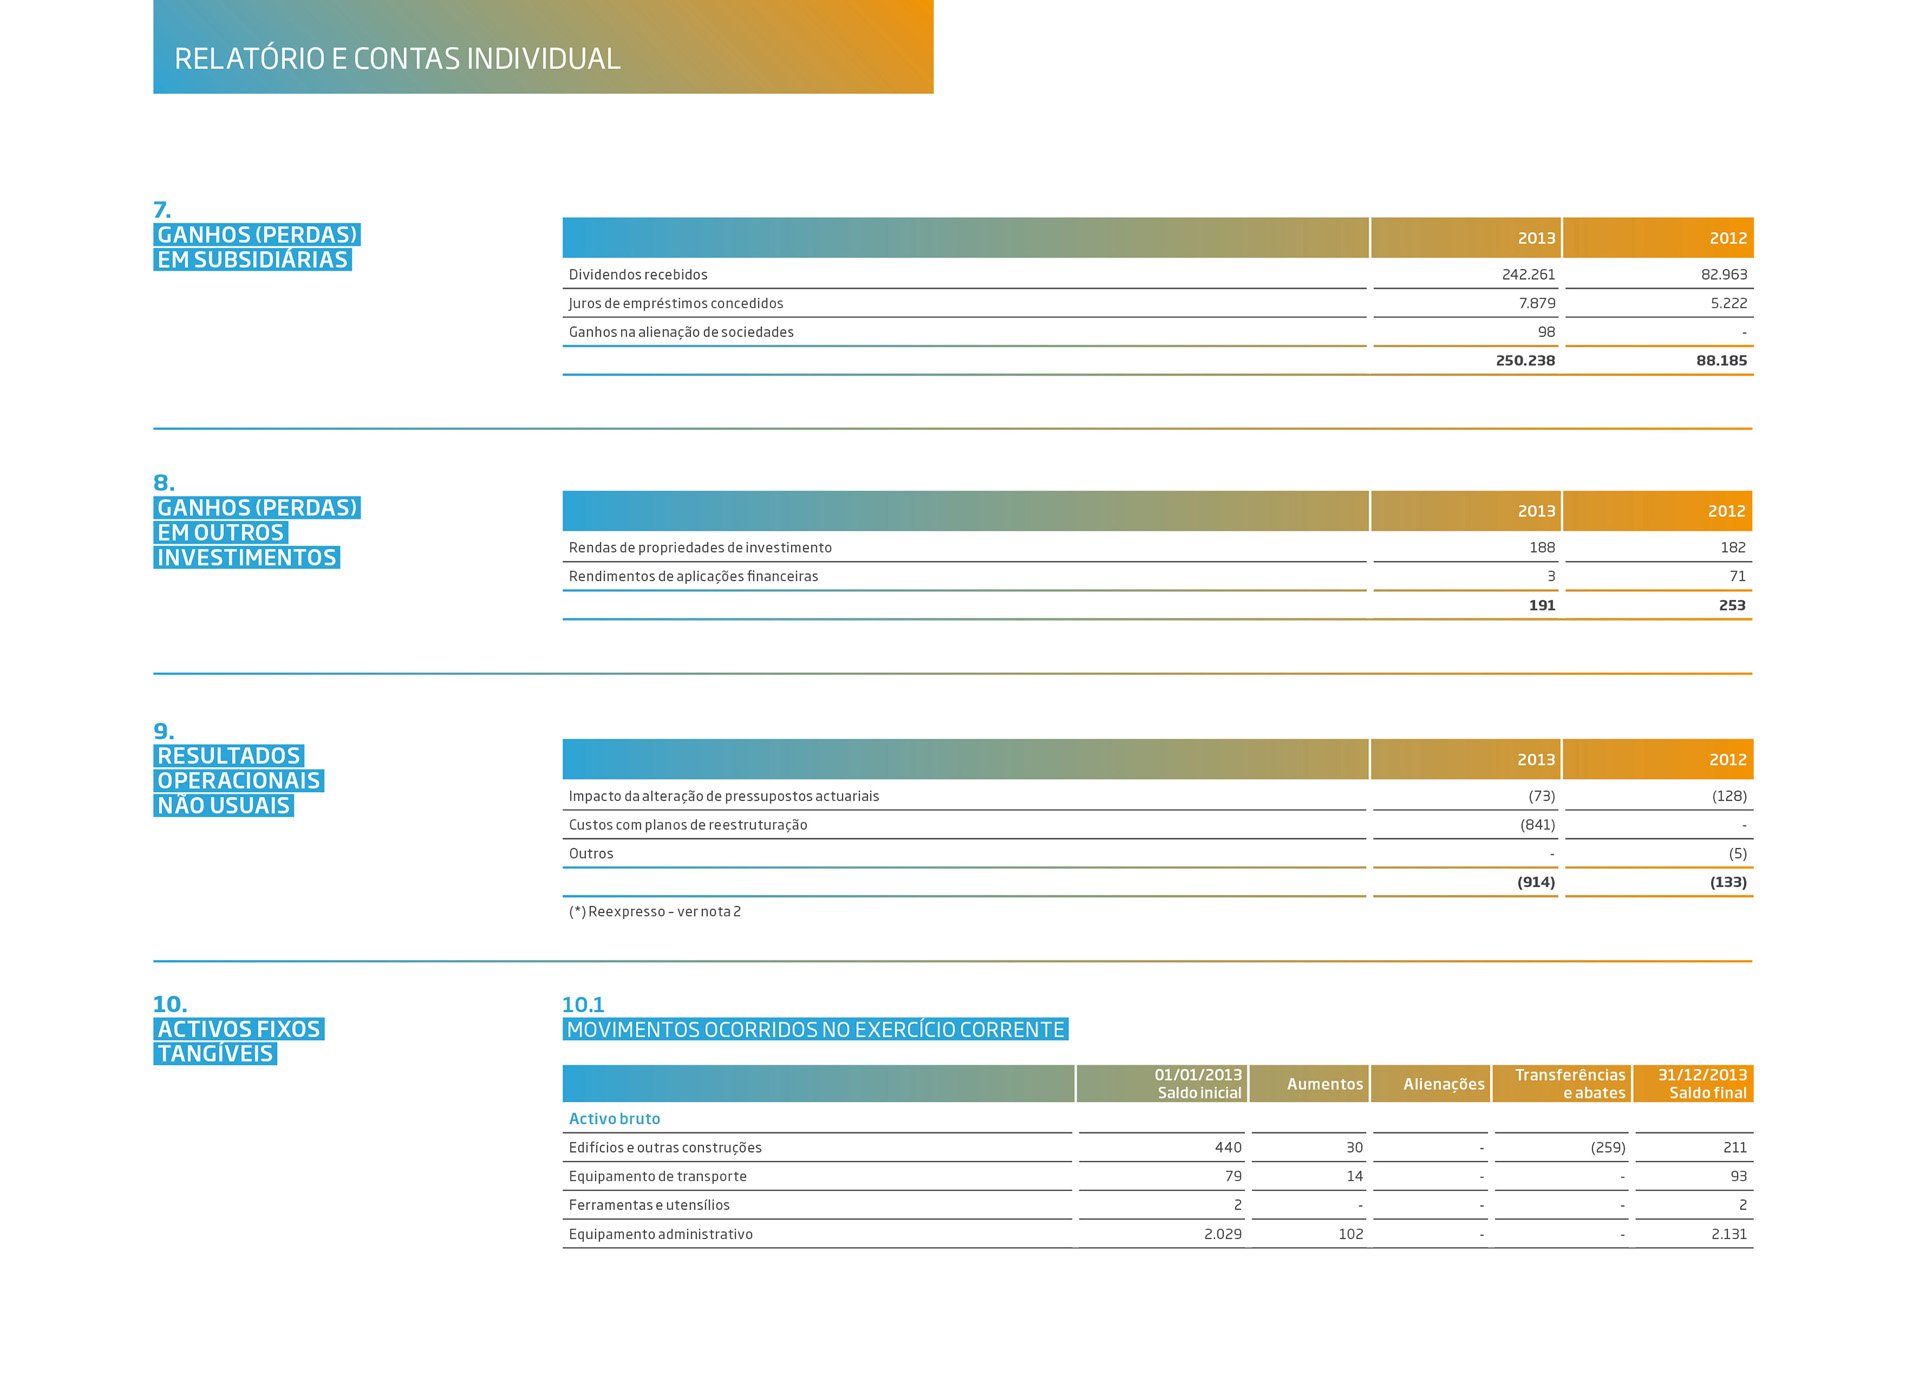 RELATÓRIO E CONTAS INDIVIDUAL
7.
GANHOS (PERDAS)
EM SUBSIDIÁRIAS
2013 2012
Dividendos recebidos 242.261 82.963
Juros de empréstimos concedidos 7.879 5.222
Ganhos na alienação de sociedades 98 -
250.238 88.185
8.
GANHOS (PERDAS)
EM OUTROS
INVESTIMENTOS
2013 2012
Rendas de propriedades de investimento 188 182
Rendimentos de aplicações financeiras 3 71
191 253
9.
RESULTADOS
OPERACIONAIS
NÃO USUAIS
2013 2012
Impacto da alteração de pressupostos actuariais (73) (128)
Custos com planos de reestruturação (841) -
Outros - (5)
(914) (133)
(*) Reexpresso – ver nota 2
10.
ACTIVOS FIXOS
TANGÍVEIS
10.1
MOVIMENTOS OCORRIDOS NO EXERCÍCIO CORRENTE
01/01/2013 Saldo inicial Aumentos Alienações Transferências e abates 31/12/2013 Saldo final
Activo bruto
Edifícios e outras construções 440 30 - (259) 211
Equipamento de transporte 79 14 - - 93
Ferramentas e utensílios 2 - - - 2
Equipamento administrativo 2.029 102 - - 2.131